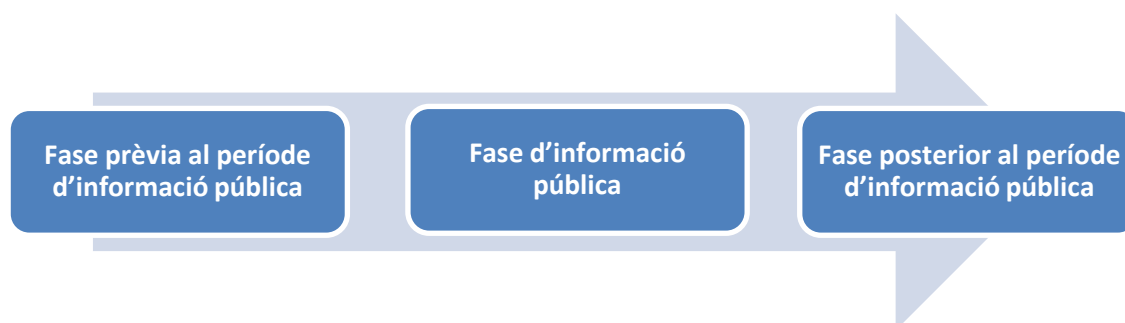 Fase prèvia al període
d’informació pública
Fase d’informació
pública
Fase posterior al període
d’informació pública